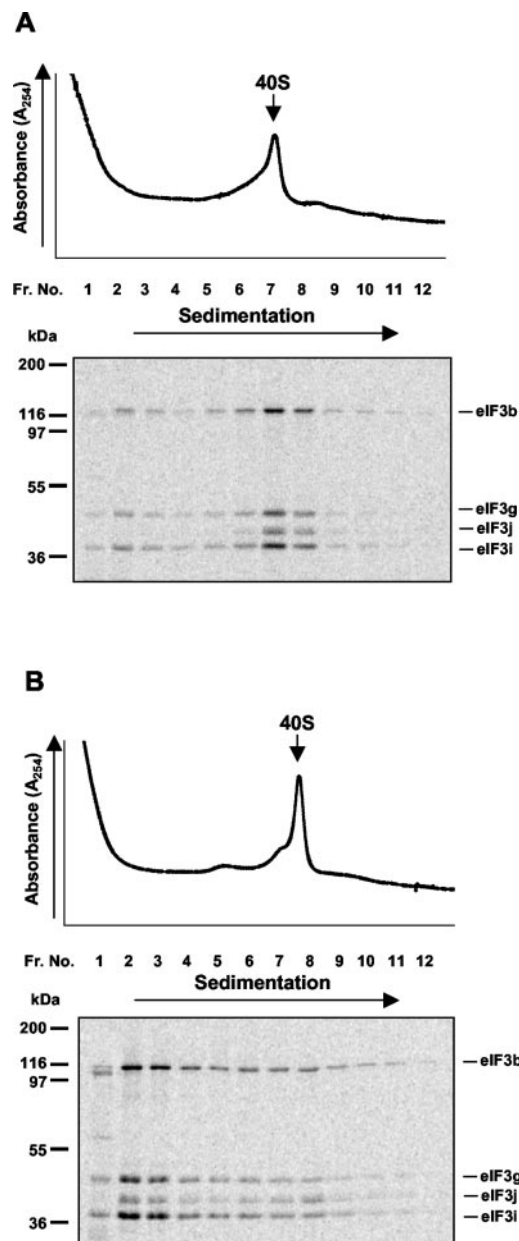 A
Absorbance (A254)
40S
Fr. No. 1 2 3 4 5 6 7 8 9 10 11 12
Sedimentation
kDa
200
116
97
55
36
eIF3b
eIF3g
eIF3j
eIF3i
B
Absorbance (A254)
40S
Fr. No. 1 2 3 4 5 6 7 8 9 10 11 12
Sedimentation
kDa
200
116
97
55
36
eIF3b
eIF3g
eIF3j
eIF3i